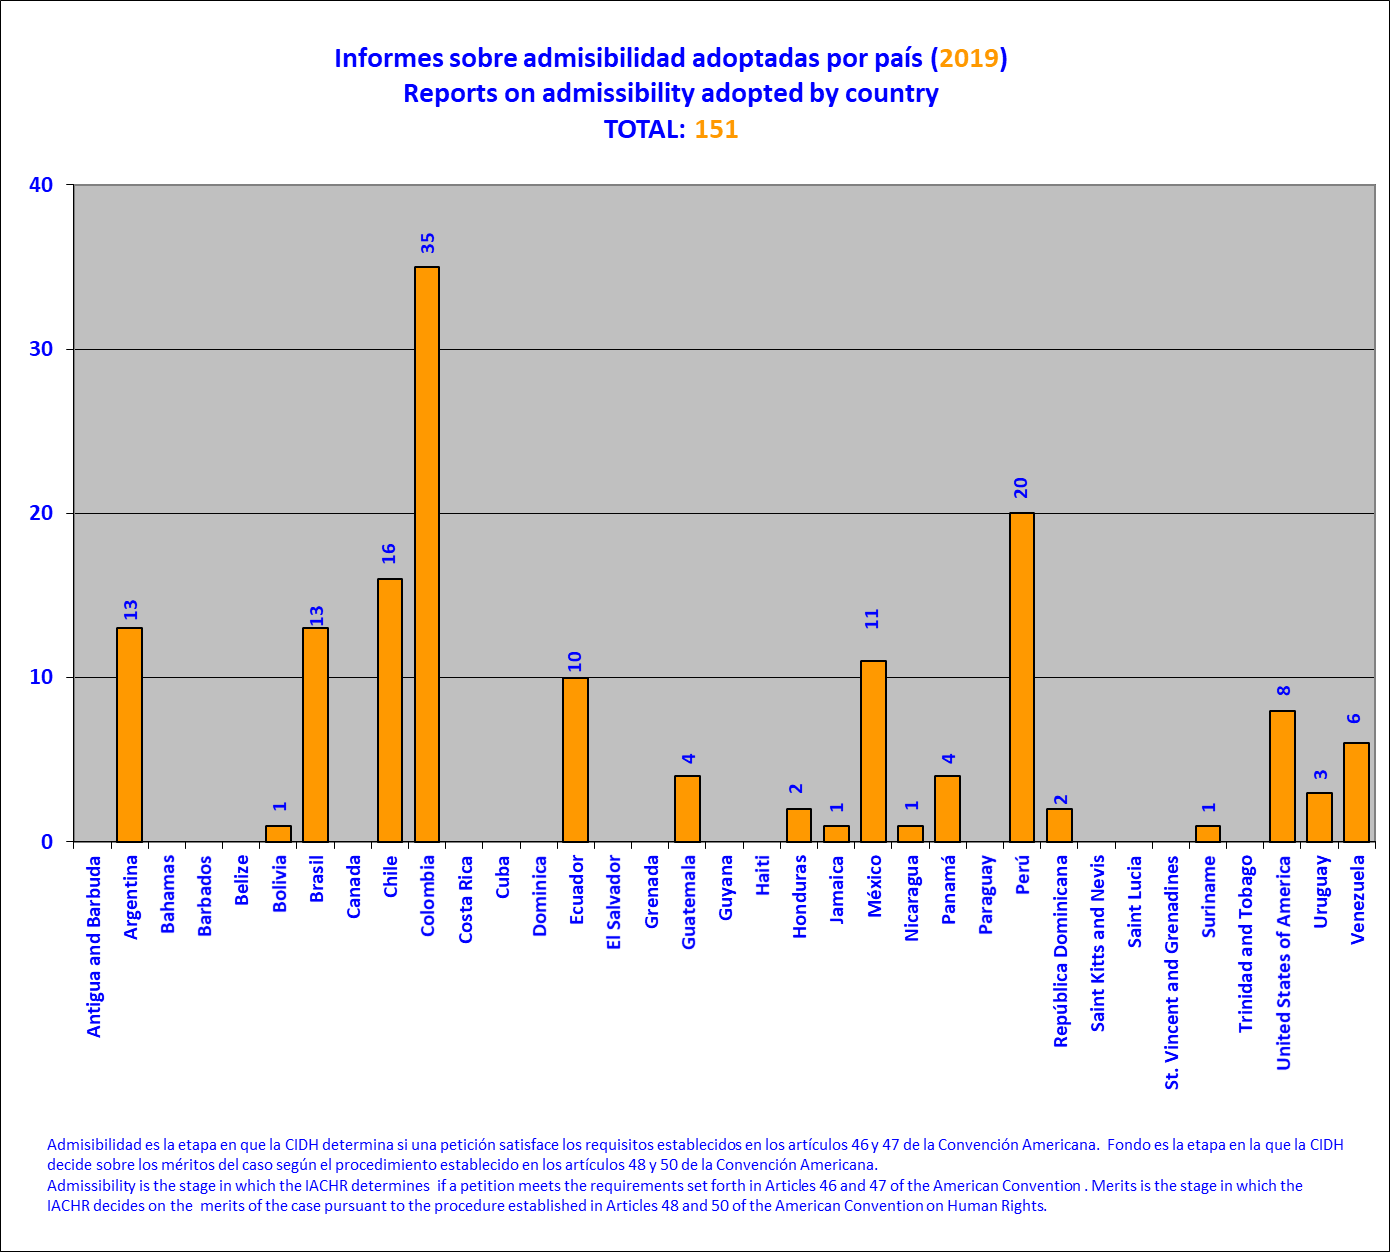 Informes sobre admisibilidad adoptadas por país (2019)
Reports on admissibility adopted by country
TOTAL: 151
40
30
20
10
0
13
1
13
16
35
10
4
2
1
11
1
4
20
2
1
8
3
6
Antigua and Barbuda
Argentina
Bahamas
Barbados
Belize
Bolivia
Brasil
Canada
Chile
Colombia
Costa Rica
Cuba
Dominica
Ecuador
El Salvador
Grenada
Guatemala
Guyana
Haiti
Honduras
Jamaica
México
Nicaragua
Panamá
Paraguay
Perú
República Dominicana
Saint Kitts and Nevis
Saint Lucia
St. Vincent and Grenadines
Suriname
Trinidad and Tobago
United States of America
Uruguay
Venezuela
Admisibilidad es la etapa en que la CIDH determina si una petición satisface los requisitos establecidos en los artículos 46 y 47 de la Convención Americana.  Fondo es la etapa en la que la CIDH
decide sobre los méritos del caso según el procedimiento establecido en los artículos 48 y 50 de la Convención Americana.
Admissibility is the stage in which the IACHR determines  if a petition meets the requirements set forth in Articles 46 and 47 of the American Convention . Merits is the stage in which the
IACHR decides on the  merits of the case pursuant to the procedure established in Articles 48 and 50 of the American Convention on Human Rights.